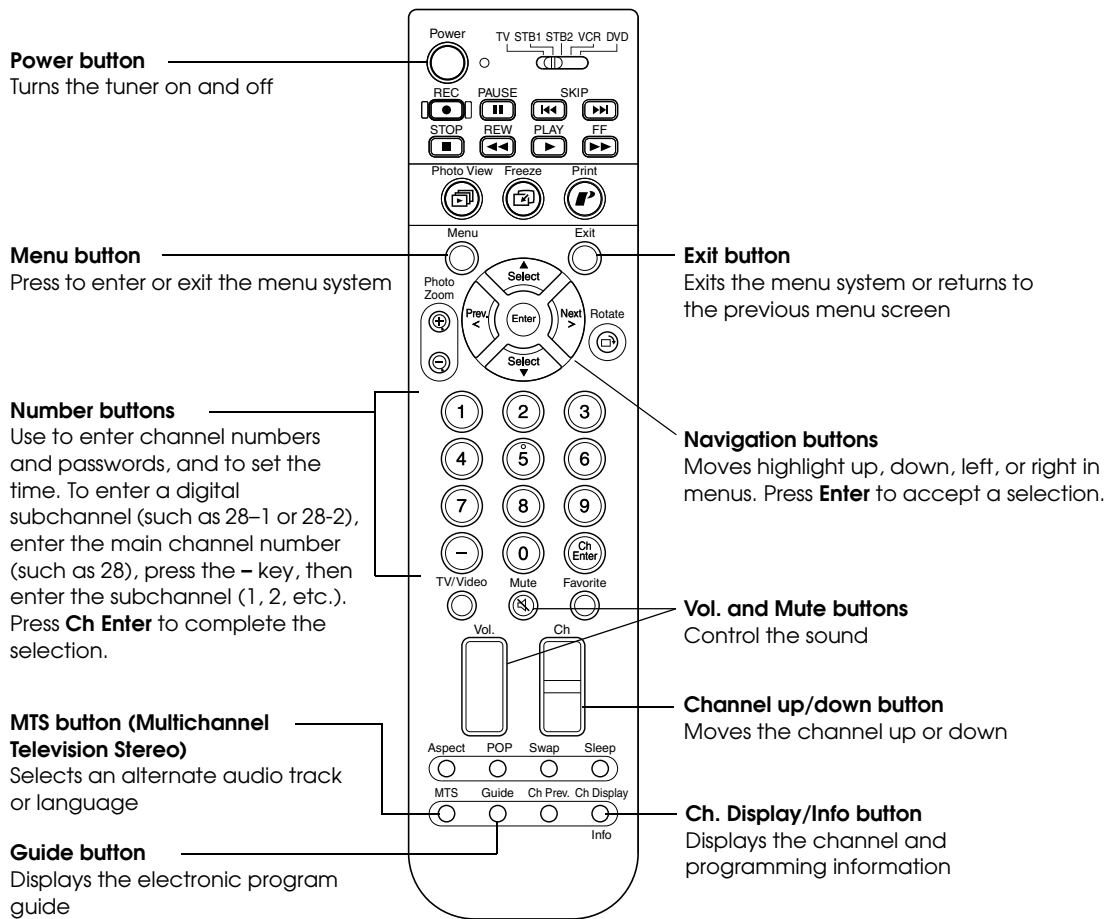 Power button
Turns the tuner on and off
Menu button
Press to enter or exit the menu system
Number buttons
Use to enter channel numbers
and passwords, and to set the
time. To enter a digital
subchannel (such as 28–1 or 28-2),
enter the main channel number
(such as 28), press the – key, then
enter the subchannel (1, 2, etc.).
Press Ch Enter to complete the
selection.
MTS button (Multichannel
Television Stereo)
Selects an alternate audio track
or language
Guide button
Displays the electronic program
guide
Power
TV STB1 STB2 VCR DVD
REC PAUSE SKIP
STOP REW PLAY FF
Photo View Freeze Print
Menu Exit
Select
Photo
Zoom
Prev.
<
Enter
Next
>
Rotate
Select
1 2 3
4 5 6
7 8 9
– 0 Ch
Enter
TV/Video Mute Favorite
Vol. Ch
Aspect POP Swap Sleep
MTS Guide Ch Prev. Ch Display
Info
Exit button
Exits the menu system or returns to
the previous menu screen
Navigation buttons
Moves highlight up, down, left, or right in
menus. Press Enter to accept a selection.
Vol. and Mute buttons
Control the sound
Channel up/down button
Moves the channel up or down
Ch. Display/Info button
Displays the channel and
programming information